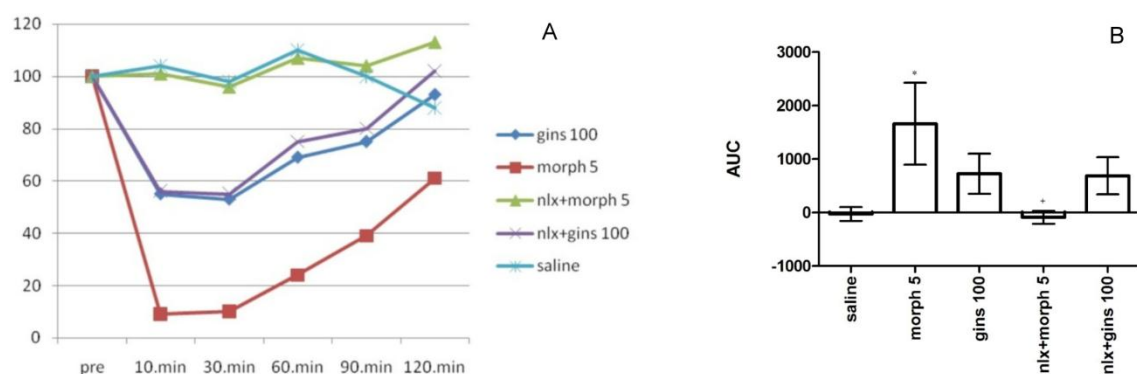 A
120
100
80
60
40
20
0
pre 10.min 30.min 60.min 90.min 120.min
gins 100
morph 5
nlx+morph 5
nlx+gins 100
saline
B
AUC
3000
2000
1000
0
-1000
*
*
saline
morph 5
gins 100
nlx+morph 5
nlx+gins 100